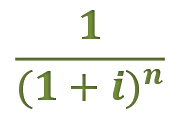 1
(1 + i)ⁿ